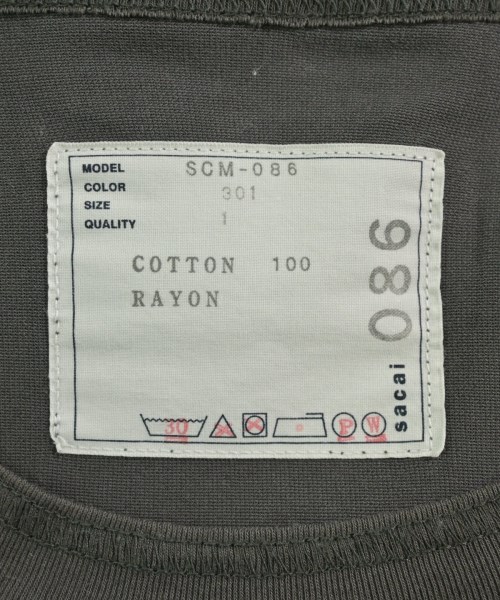 MODEL SCM-086
COLOR 301
SIZE 1
QUALITY
COTTON 100
RAYON
30 P W
sacai 086